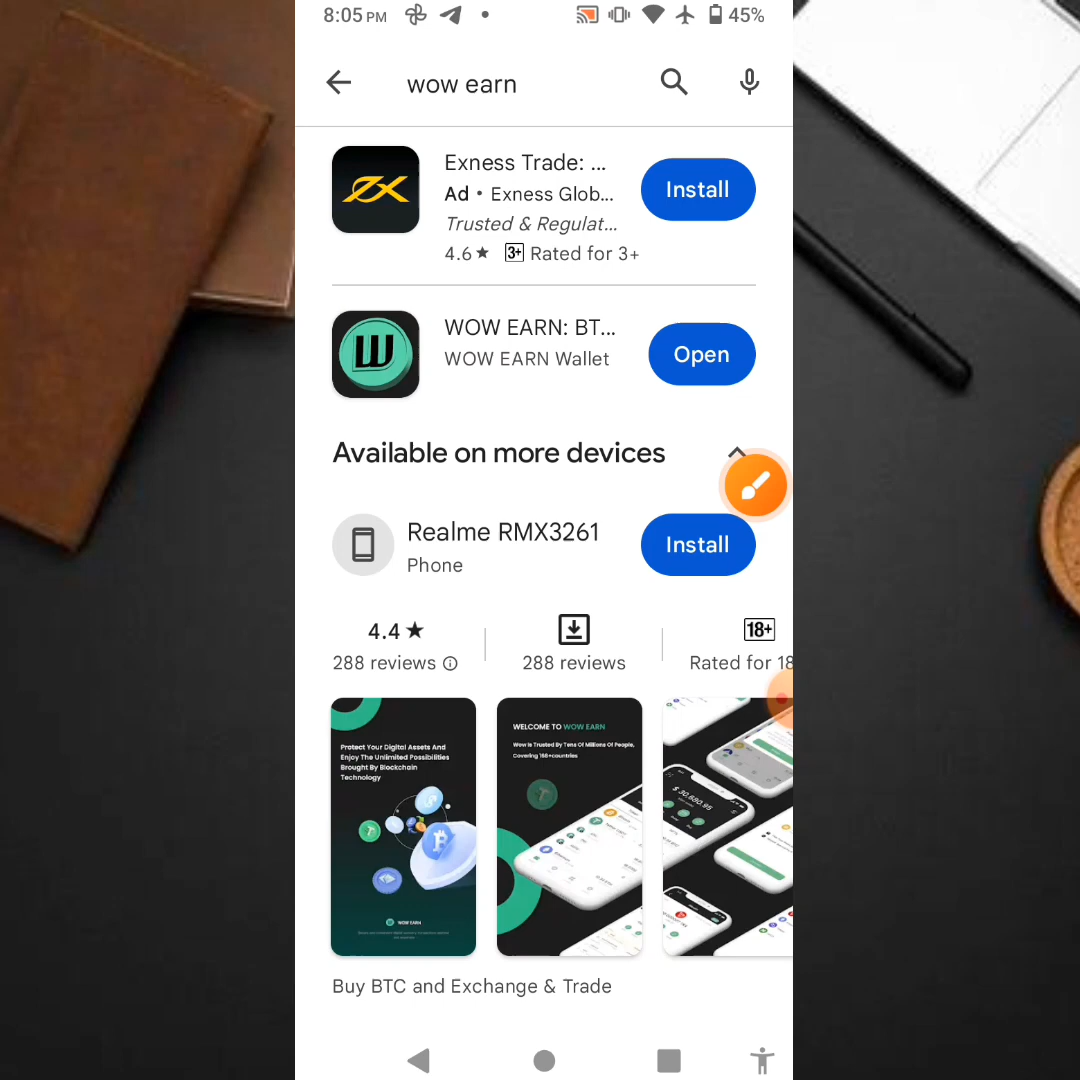 8:05 PM
45%
wow earn
Exness Trade: ...
Ad • Exness Glob...
Trusted & Regulat...
4.6★ 3+ Rated for 3+
Install
WOW EARN: BT...
WOW EARN Wallet
Open
Available on more devices
Realme RMX3261
Phone
Install
4.4★
288 reviews
288 reviews
18+
Rated for 18
Protect Your Digital Assets And
Enjoy The Unlimited Possibilities
Brought By Blockchain
Technology
WOW EARN
WELCOME TO WOW EARN
Wow Is Trusted By Tens Of Millions Of People,
Covering 168+countries
$ 30,680.95
Buy BTC and Exchange & Trade